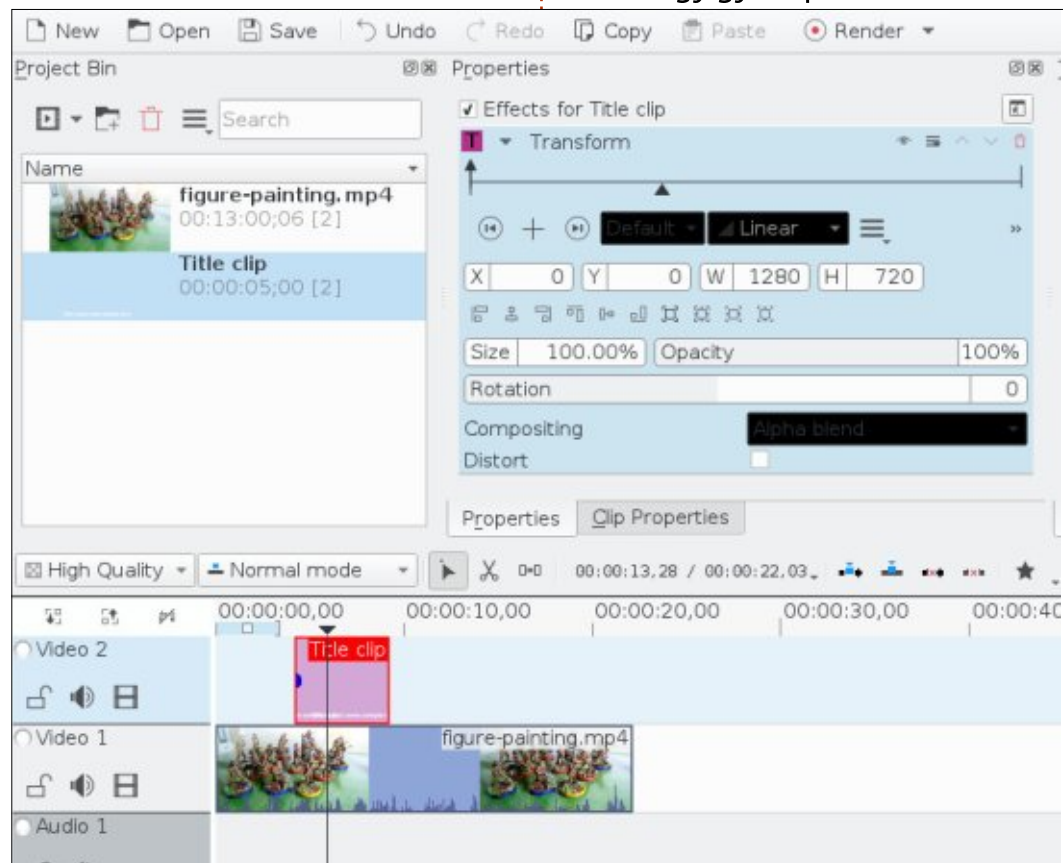 New Open Save Undo Redo Copy Paste Render
Project Bin
Search
Name
figure-painting.mp4
00:13:00;06 [2]
Title clip
00:00:05;00 [2]
Properties
Effects for Title clip
T Transform
Default Linear
X 0 Y 0 W 1280 H 720
Size 100.00% Opacity 100%
Rotation 0
Compositing Alpha blend
Distort
Properties Clip Properties
High Quality Normal mode 00:00:13,28 / 00:00:22,03
00:00:00,00 00:00:10,00 00:00:20,00 00:00:30,00 00:00:40
Video 2
Title clip
Video 1
figure-painting.mp4
Audio 1